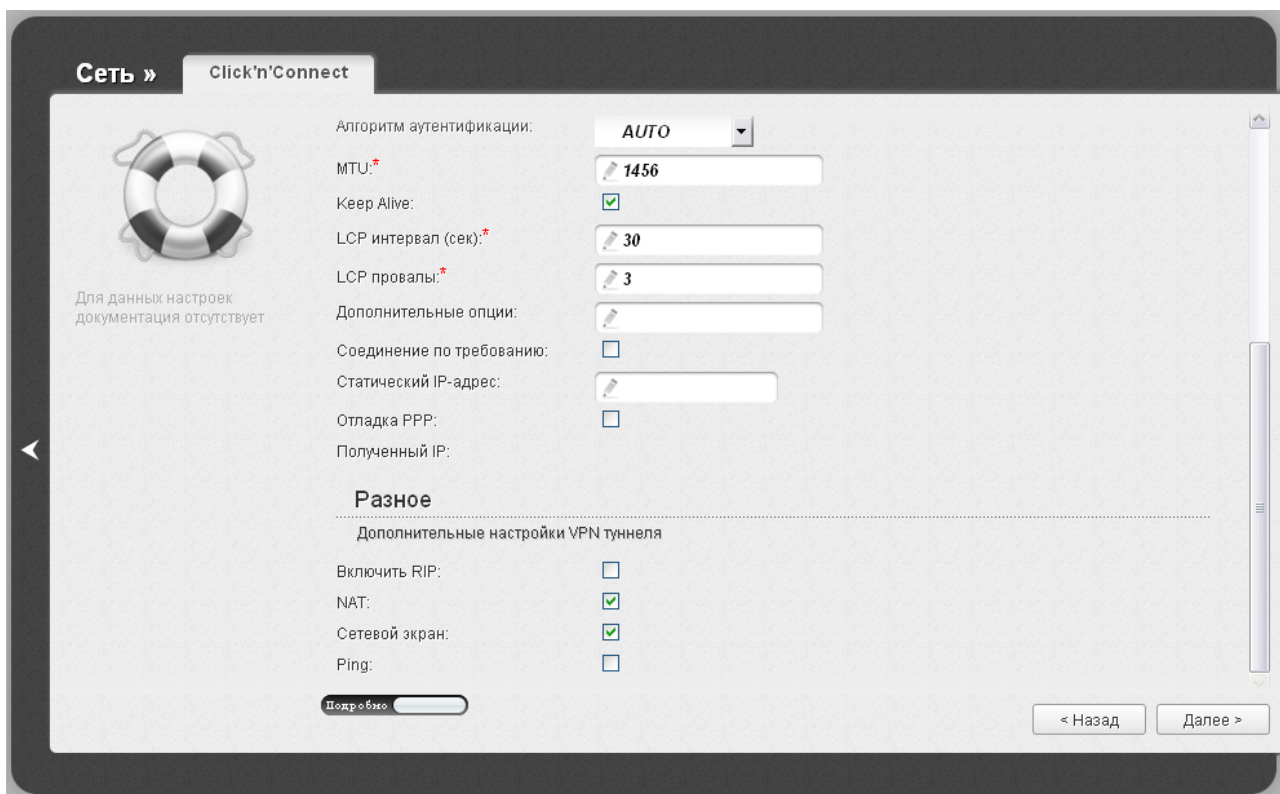 Сеть »
Click'n'Connect
Для данных настроек
документация отсутствует
Алгоритм аутентификации:
AUTO
MTU:*
1456
Keep Alive:
LCP интервал (сек):*
30
LCP провалы:*
3
Дополнительные опции:
Соединение по требованию:
Статический IP-адрес:
Отладка PPP:
Полученный IP:
Разное
Дополнительные настройки VPN туннеля
Включить RIP:
NAT:
Сетевой экран:
Ping:
Подробно
< Назад
Далее >